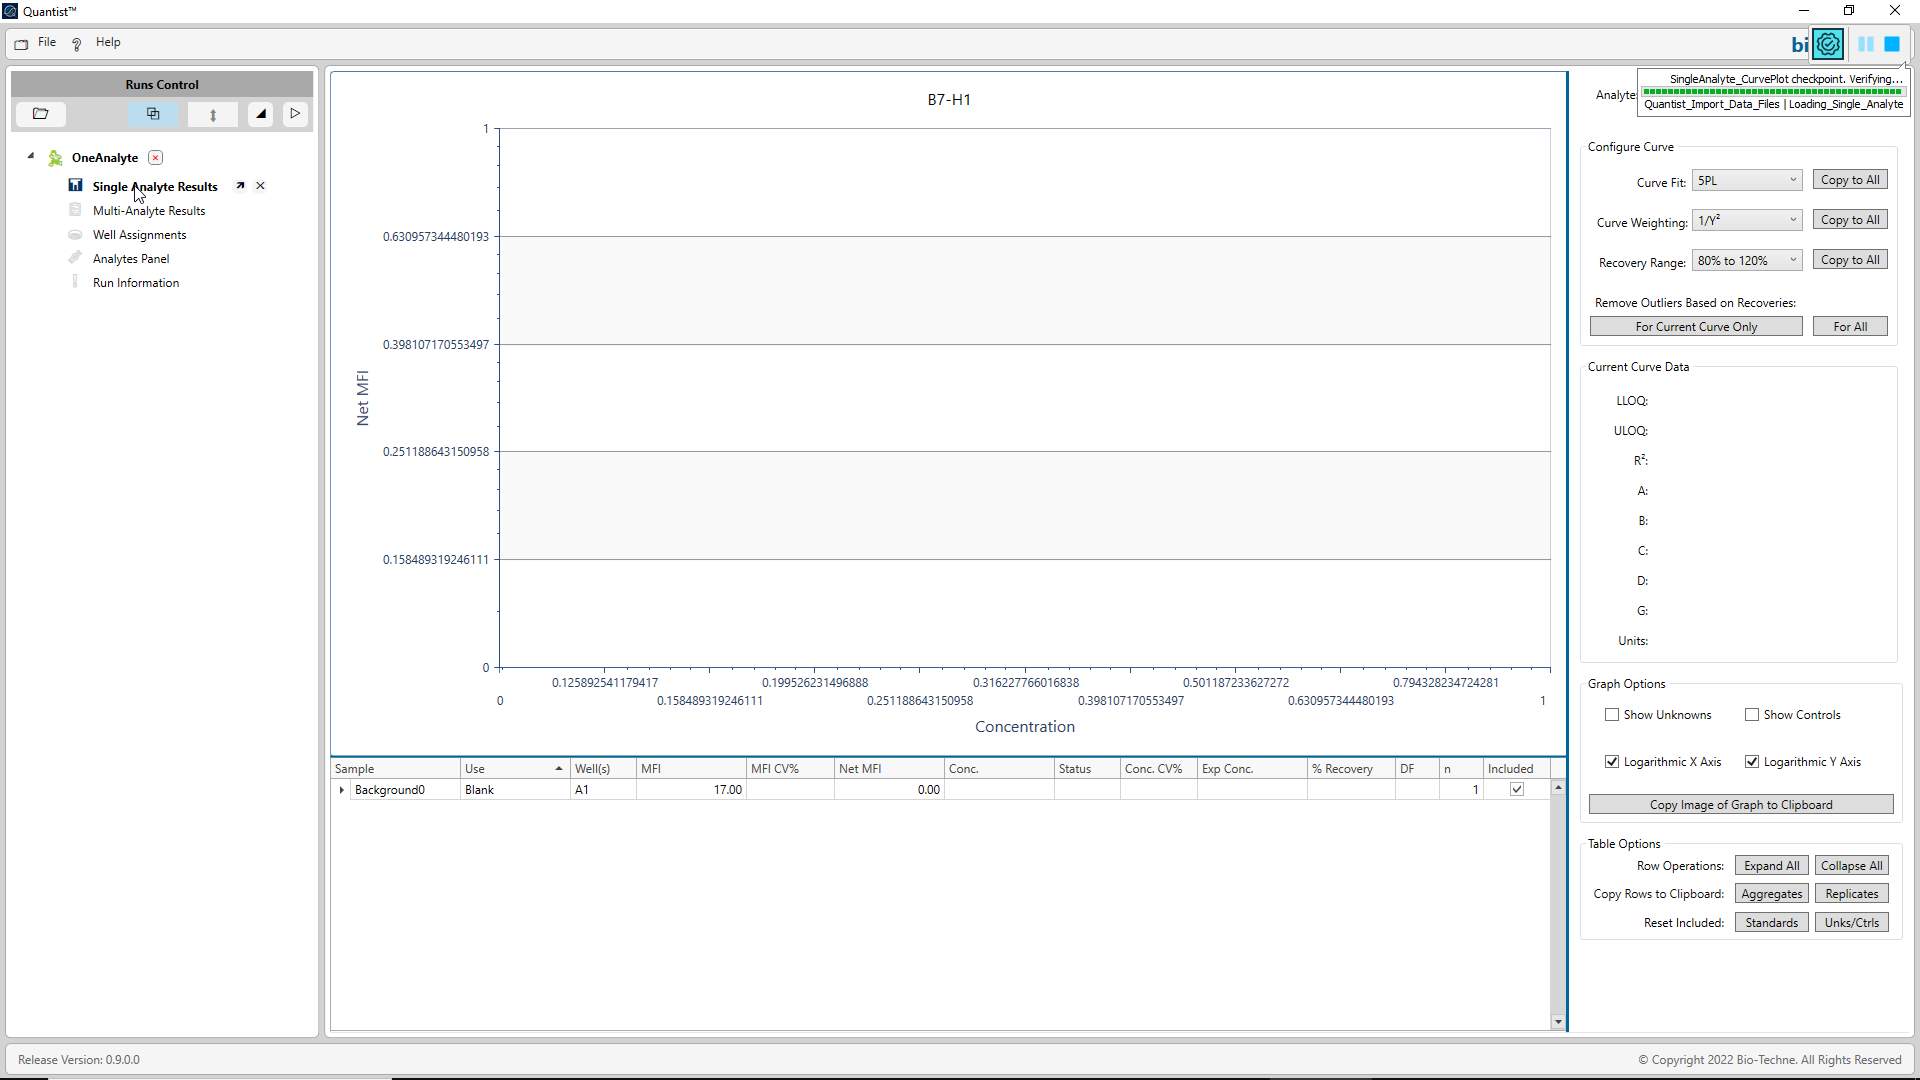 Quantist™
File
Help
bi
SingleAnalyte_CurvePlot checkpoint. Verifying...
Quantist_Import_Data_Files | Loading_Single_Analyte
Runs Control
OneAnalyte
Single Analyte Results
Multi-Analyte Results
Well Assignments
Analytes Panel
Run Information
B7-H1
1
0.630957344480193
0.398107170553497
0.251188643150958
0.158489319246111
0
Net MFI
0.125892541179417 0.199526231496888 0.316227766016838 0.501187233627272 0.794328234724281
0 0.158489319246111 0.251188643150958 0.398107170553497 0.630957344480193 1
Concentration
Sample Use Well(s) MFI MFI CV% Net MFI Conc. Status Conc. CV% Exp Conc. % Recovery DF n Included
Background0 Blank A1 17.00 0.00 1
Analyte:
Configure Curve
Curve Fit: 5PL Copy to All
Curve Weighting: 1/Y² Copy to All
Recovery Range: 80% to 120% Copy to All
Remove Outliers Based on Recoveries:
For Current Curve Only For All
Current Curve Data
LLOQ:
ULOQ:
R²:
A:
B:
C:
D:
G:
Units:
Graph Options
Show Unknowns Show Controls
Logarithmic X Axis Logarithmic Y Axis
Copy Image of Graph to Clipboard
Table Options
Row Operations: Expand All Collapse All
Copy Rows to Clipboard: Aggregates Replicates
Reset Included: Standards Unks/Ctrls
Release Version: 0.9.0.0
© Copyright 2022 Bio-Techne. All Rights Reserved